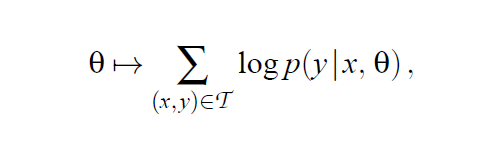 θ ↦ ∑ log p(y|x, θ) ,
(x,y)∈𝒯